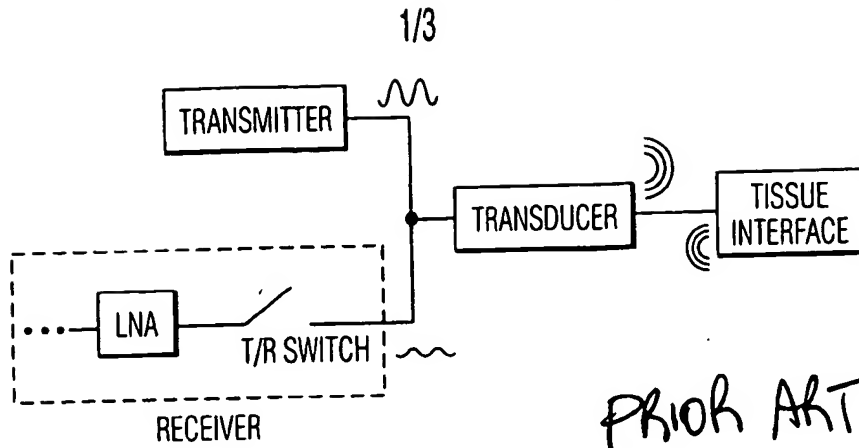 1/3
TRANSMITTER
TRANSDUCER
TISSUE
INTERFACE
LNA
T/R SWITCH
RECEIVER
PRIOR ART